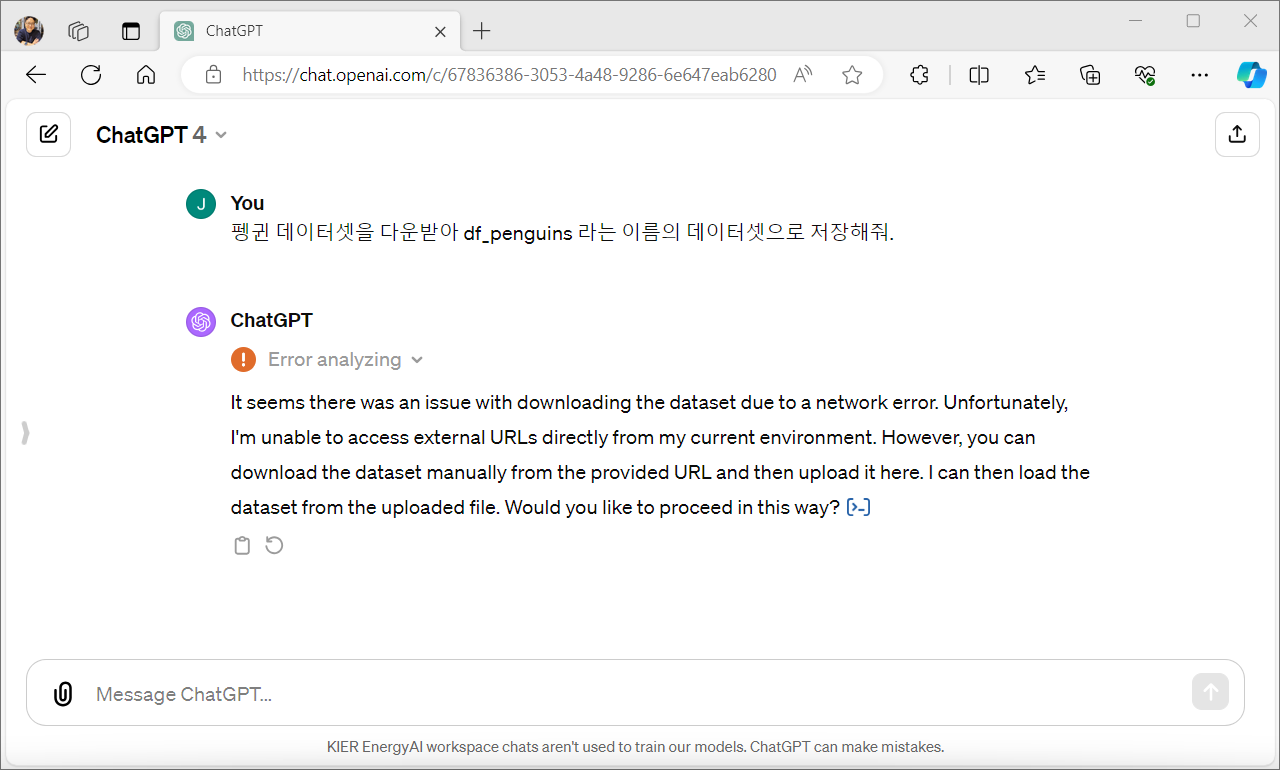 ChatGPT
https://chat.openai.com/c/67836386-3053-4a48-9286-6e647eab6280
ChatGPT 4
J
You
펭귄 데이터셋을 다운받아 df_penguins 라는 이름의 데이터셋으로 저장해줘.
ChatGPT
Error analyzing
It seems there was an issue with downloading the dataset due to a network error. Unfortunately,
I'm unable to access external URLs directly from my current environment. However, you can
download the dataset manually from the provided URL and then upload it here. I can then load the
dataset from the uploaded file. Would you like to proceed in this way? [>-]
Message ChatGPT...
KIER EnergyAI workspace chats aren't used to train our models. ChatGPT can make mistakes.